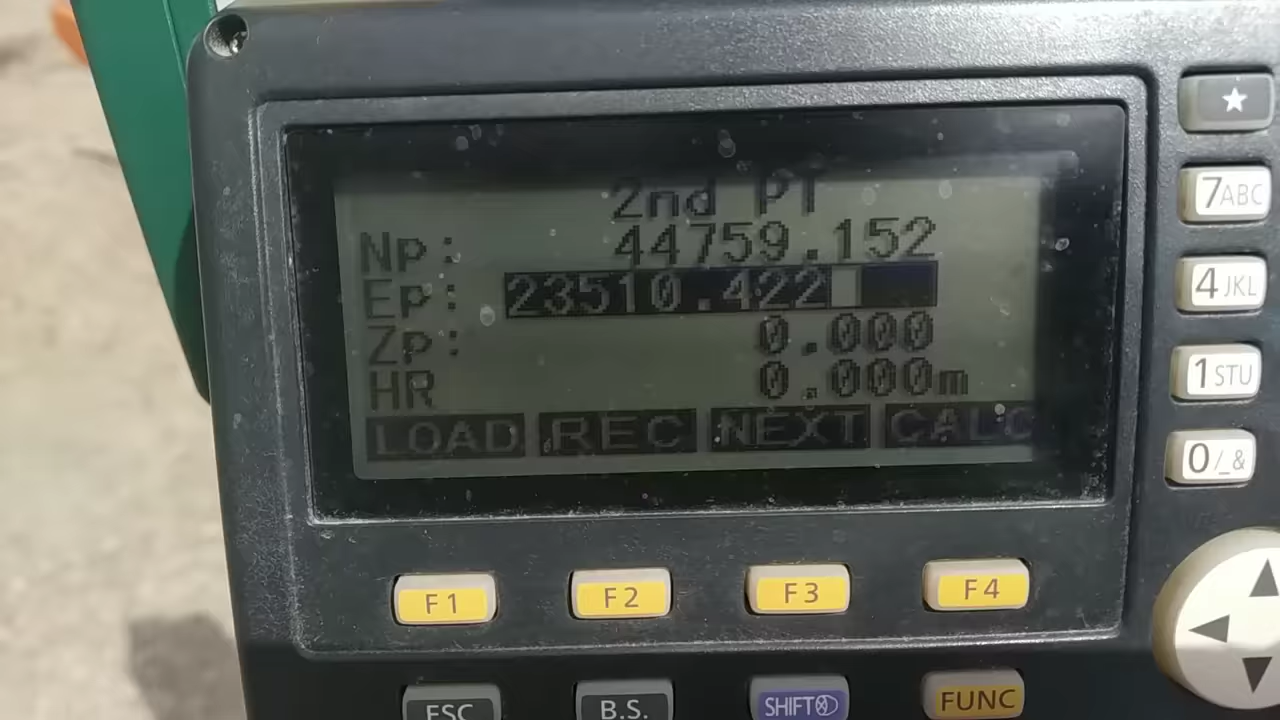 2nd PT
Np: 44759.152
Ep: 23510.422
Zp: 0.000
HR 0.000m
LOAD REC NEXT CALC
★
7ABC
4JKL
1STU
0/_&
F1 F2 F3 F4
ESC B.S. SHIFT FUNC